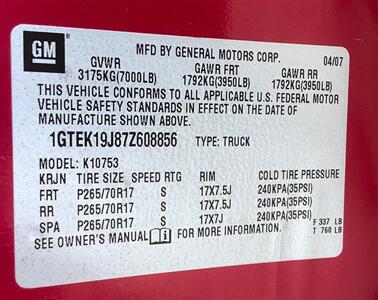 GM
MFD BY GENERAL MOTORS CORP. 04/07
GVWR GAWR FRT GAWR RR
3175KG(7000LB) 1792KG(3950LB) 1792KG(3950LB)
THIS VEHICLE CONFORMS TO ALL APPLICABLE U.S. FEDERAL MOTOR
VEHICLE SAFETY STANDARDS IN EFFECT ON THE DATE OF
MANUFACTURE SHOWN ABOVE.
1GTEK19J87Z608856 TYPE: TRUCK
MODEL: K10753
KRJN TIRE SIZE SPEED RTG RIM COLD TIRE PRESSURE
FRT P265/70R17 S 17X7.5J 240KPA(35PSI)
RR P265/70R17 S 17X7.5J 240KPA(35PSI)
SPA P265/70R17 S 17X7J 240KPA(35PSI)
SEE OWNER'S MANUAL FOR MORE INFORMATION. F 337 LB
T 760 LB